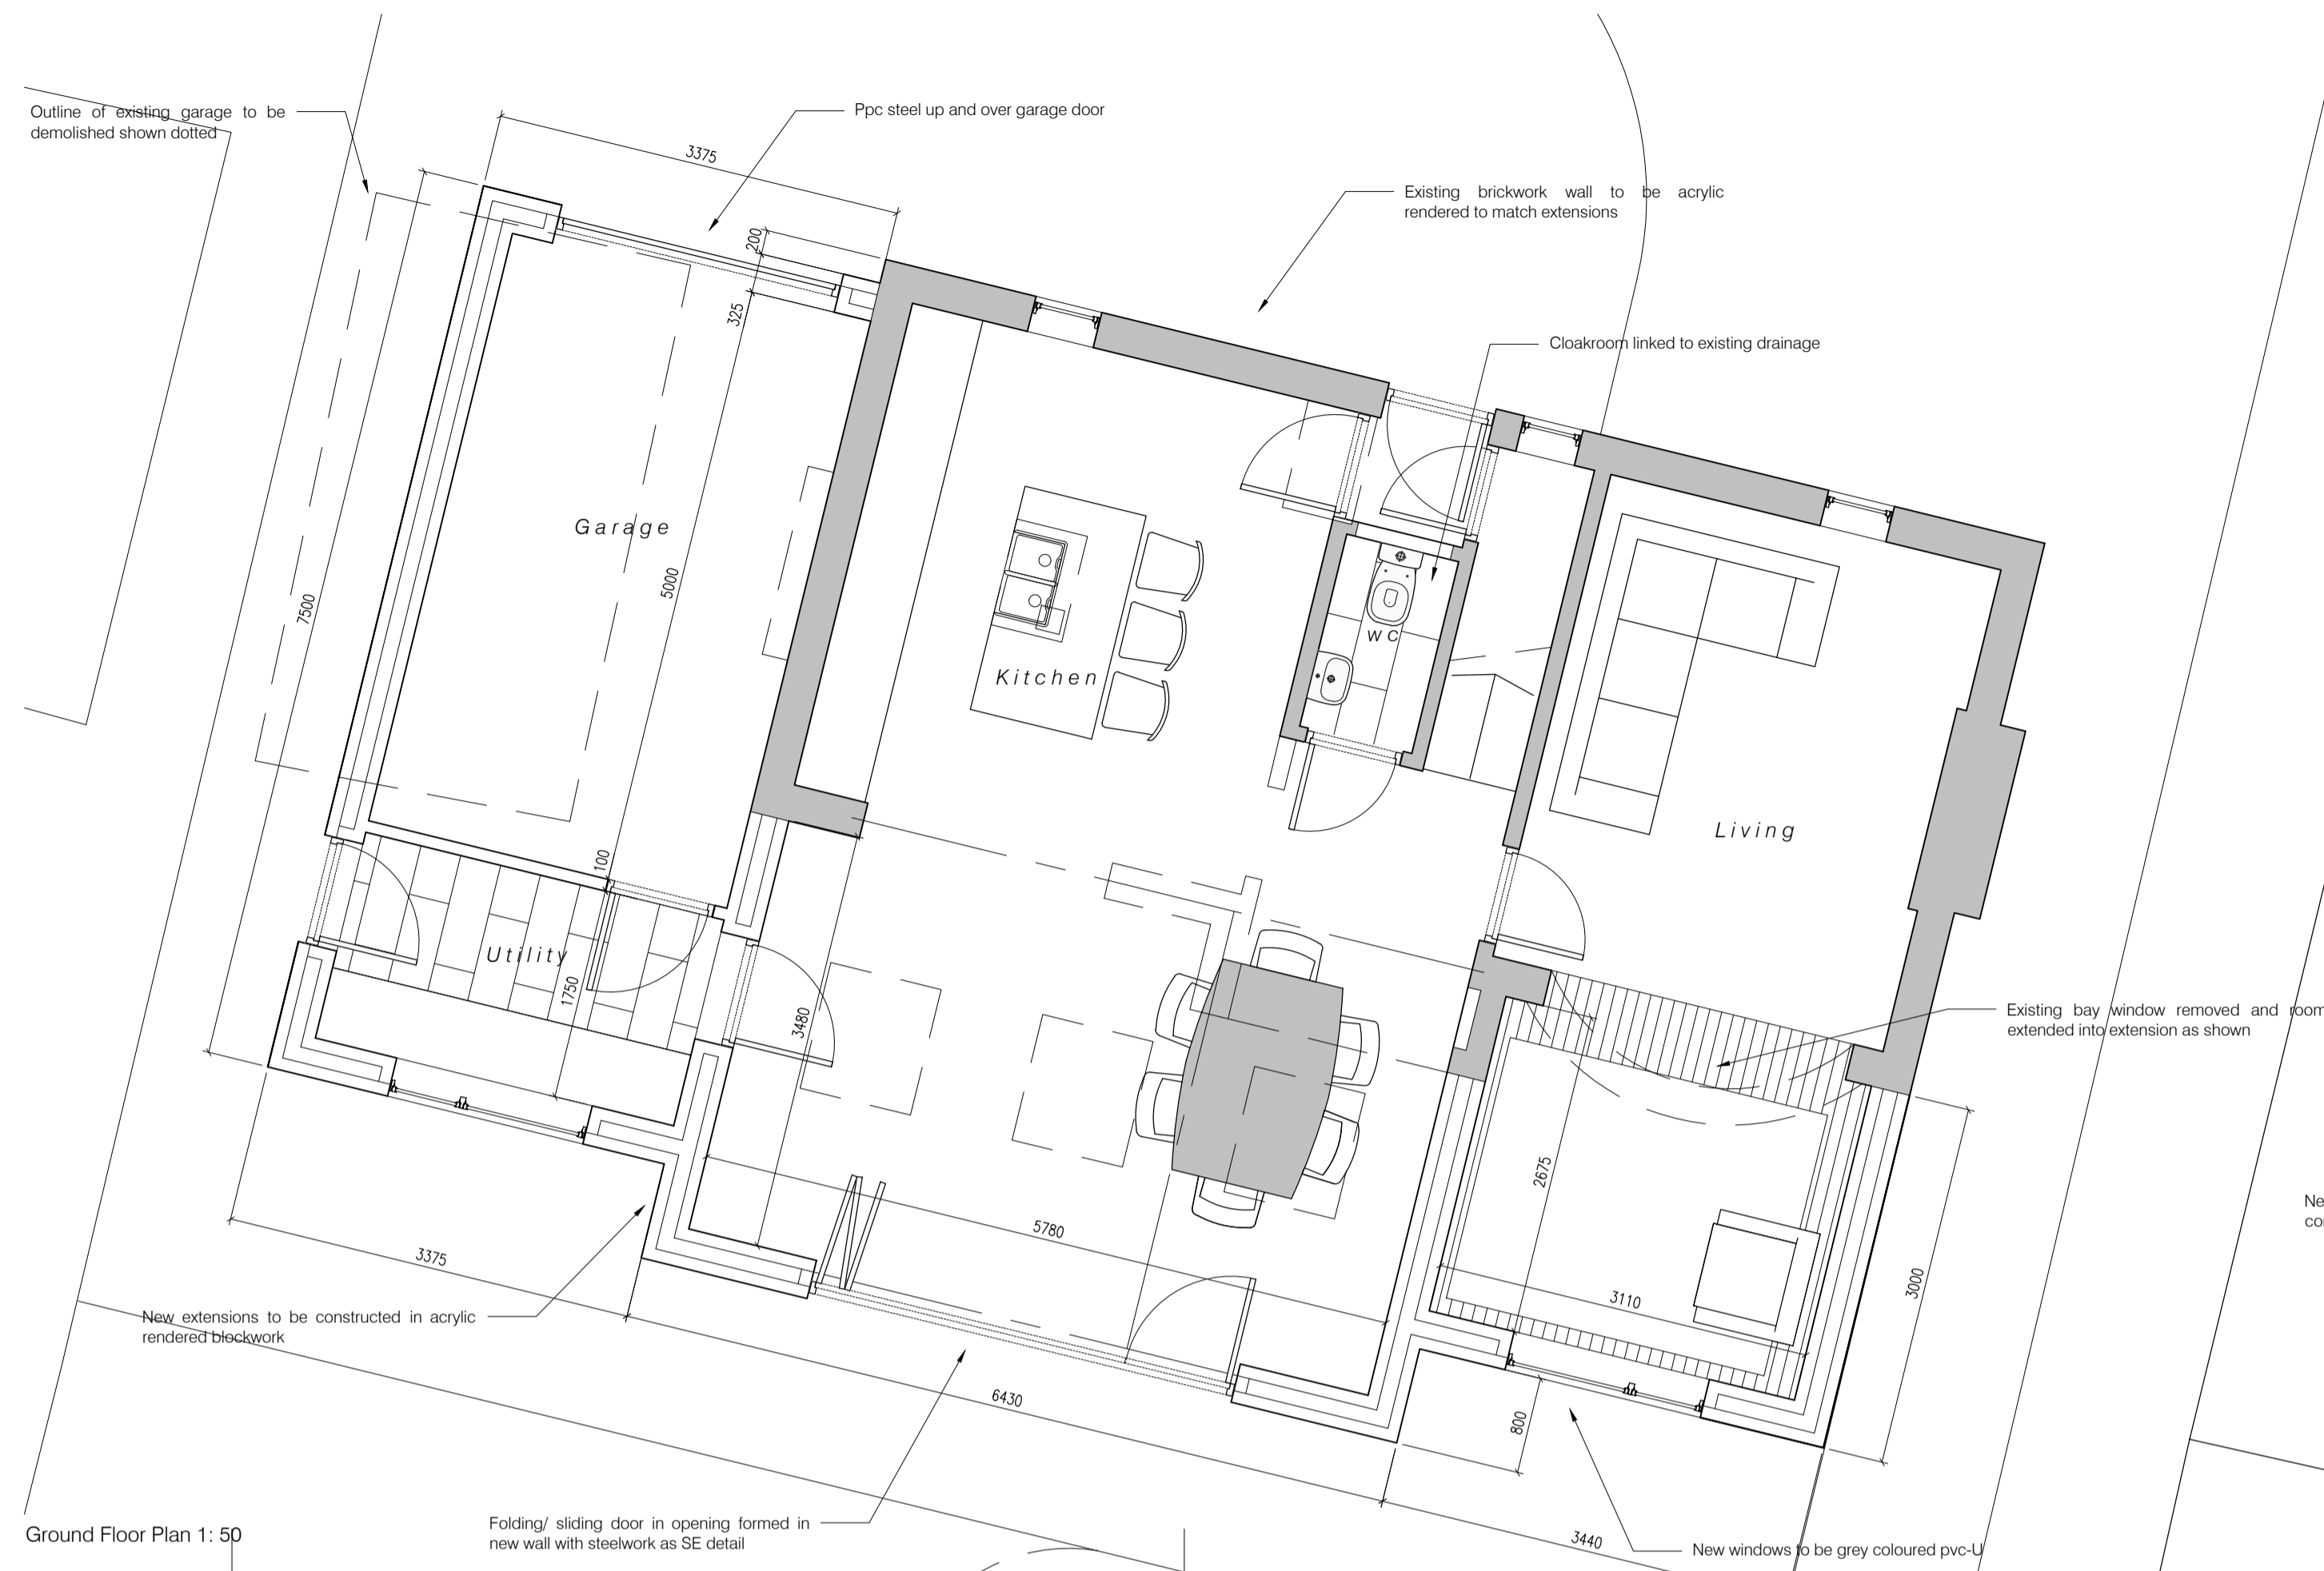 Outline of existing garage to be
demolished shown dotted
Ppc steel up and over garage door
3375
Existing brickwork wall to be acrylic
rendered to match extensions
200
325
Cloakroom linked to existing drainage
Garage
5000
7500
WC
Kitchen
Living
100
Utility
1750
3480
Existing bay window removed and room
extended into extension as shown
2675
Ne
co
5780
3375
3110
3000
New extensions to be constructed in acrylic
rendered blockwork
6430
800
Folding/ sliding door in opening formed in
new wall with steelwork as SE detail
3440
New windows to be grey coloured pvc-U
Ground Floor Plan 1: 50